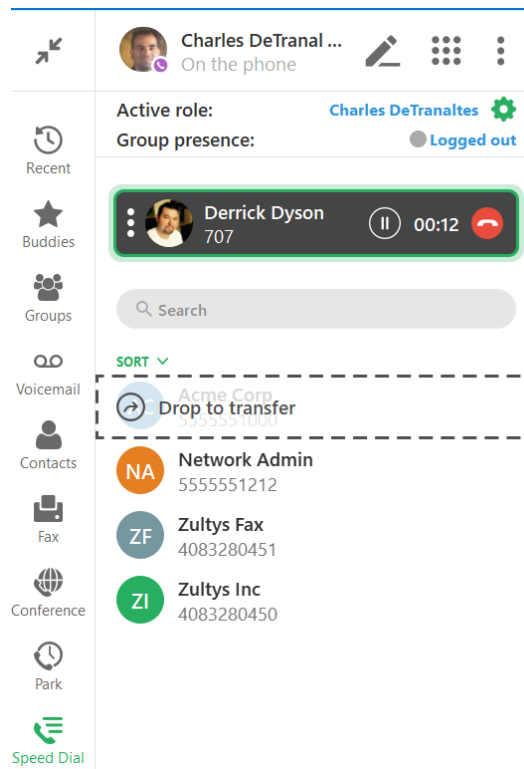 Charles DeTranal ...
On the phone
Active role:
Charles DeTranaltes
Group presence:
Logged out
Recent
Buddies
Groups
Voicemail
Contacts
Fax
Conference
Park
Speed Dial
Derrick Dyson
707
00:12
Search
SORT
Acme Corp
Drop to transfer
5555551000
NA
Network Admin
5555551212
ZF
Zultys Fax
4083280451
ZI
Zultys Inc
4083280450